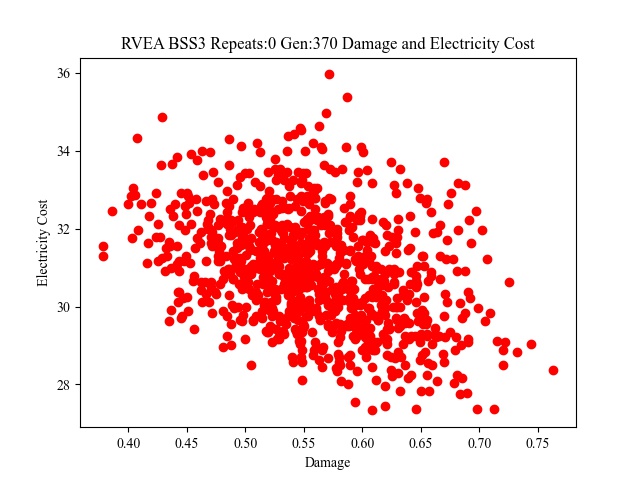 RVEA BSS3 Repeats:0 Gen:370 Damage and Electricity Cost
36
34
32
30
28
Electricity Cost
0.40 0.45 0.50 0.55 0.60 0.65 0.70 0.75
Damage